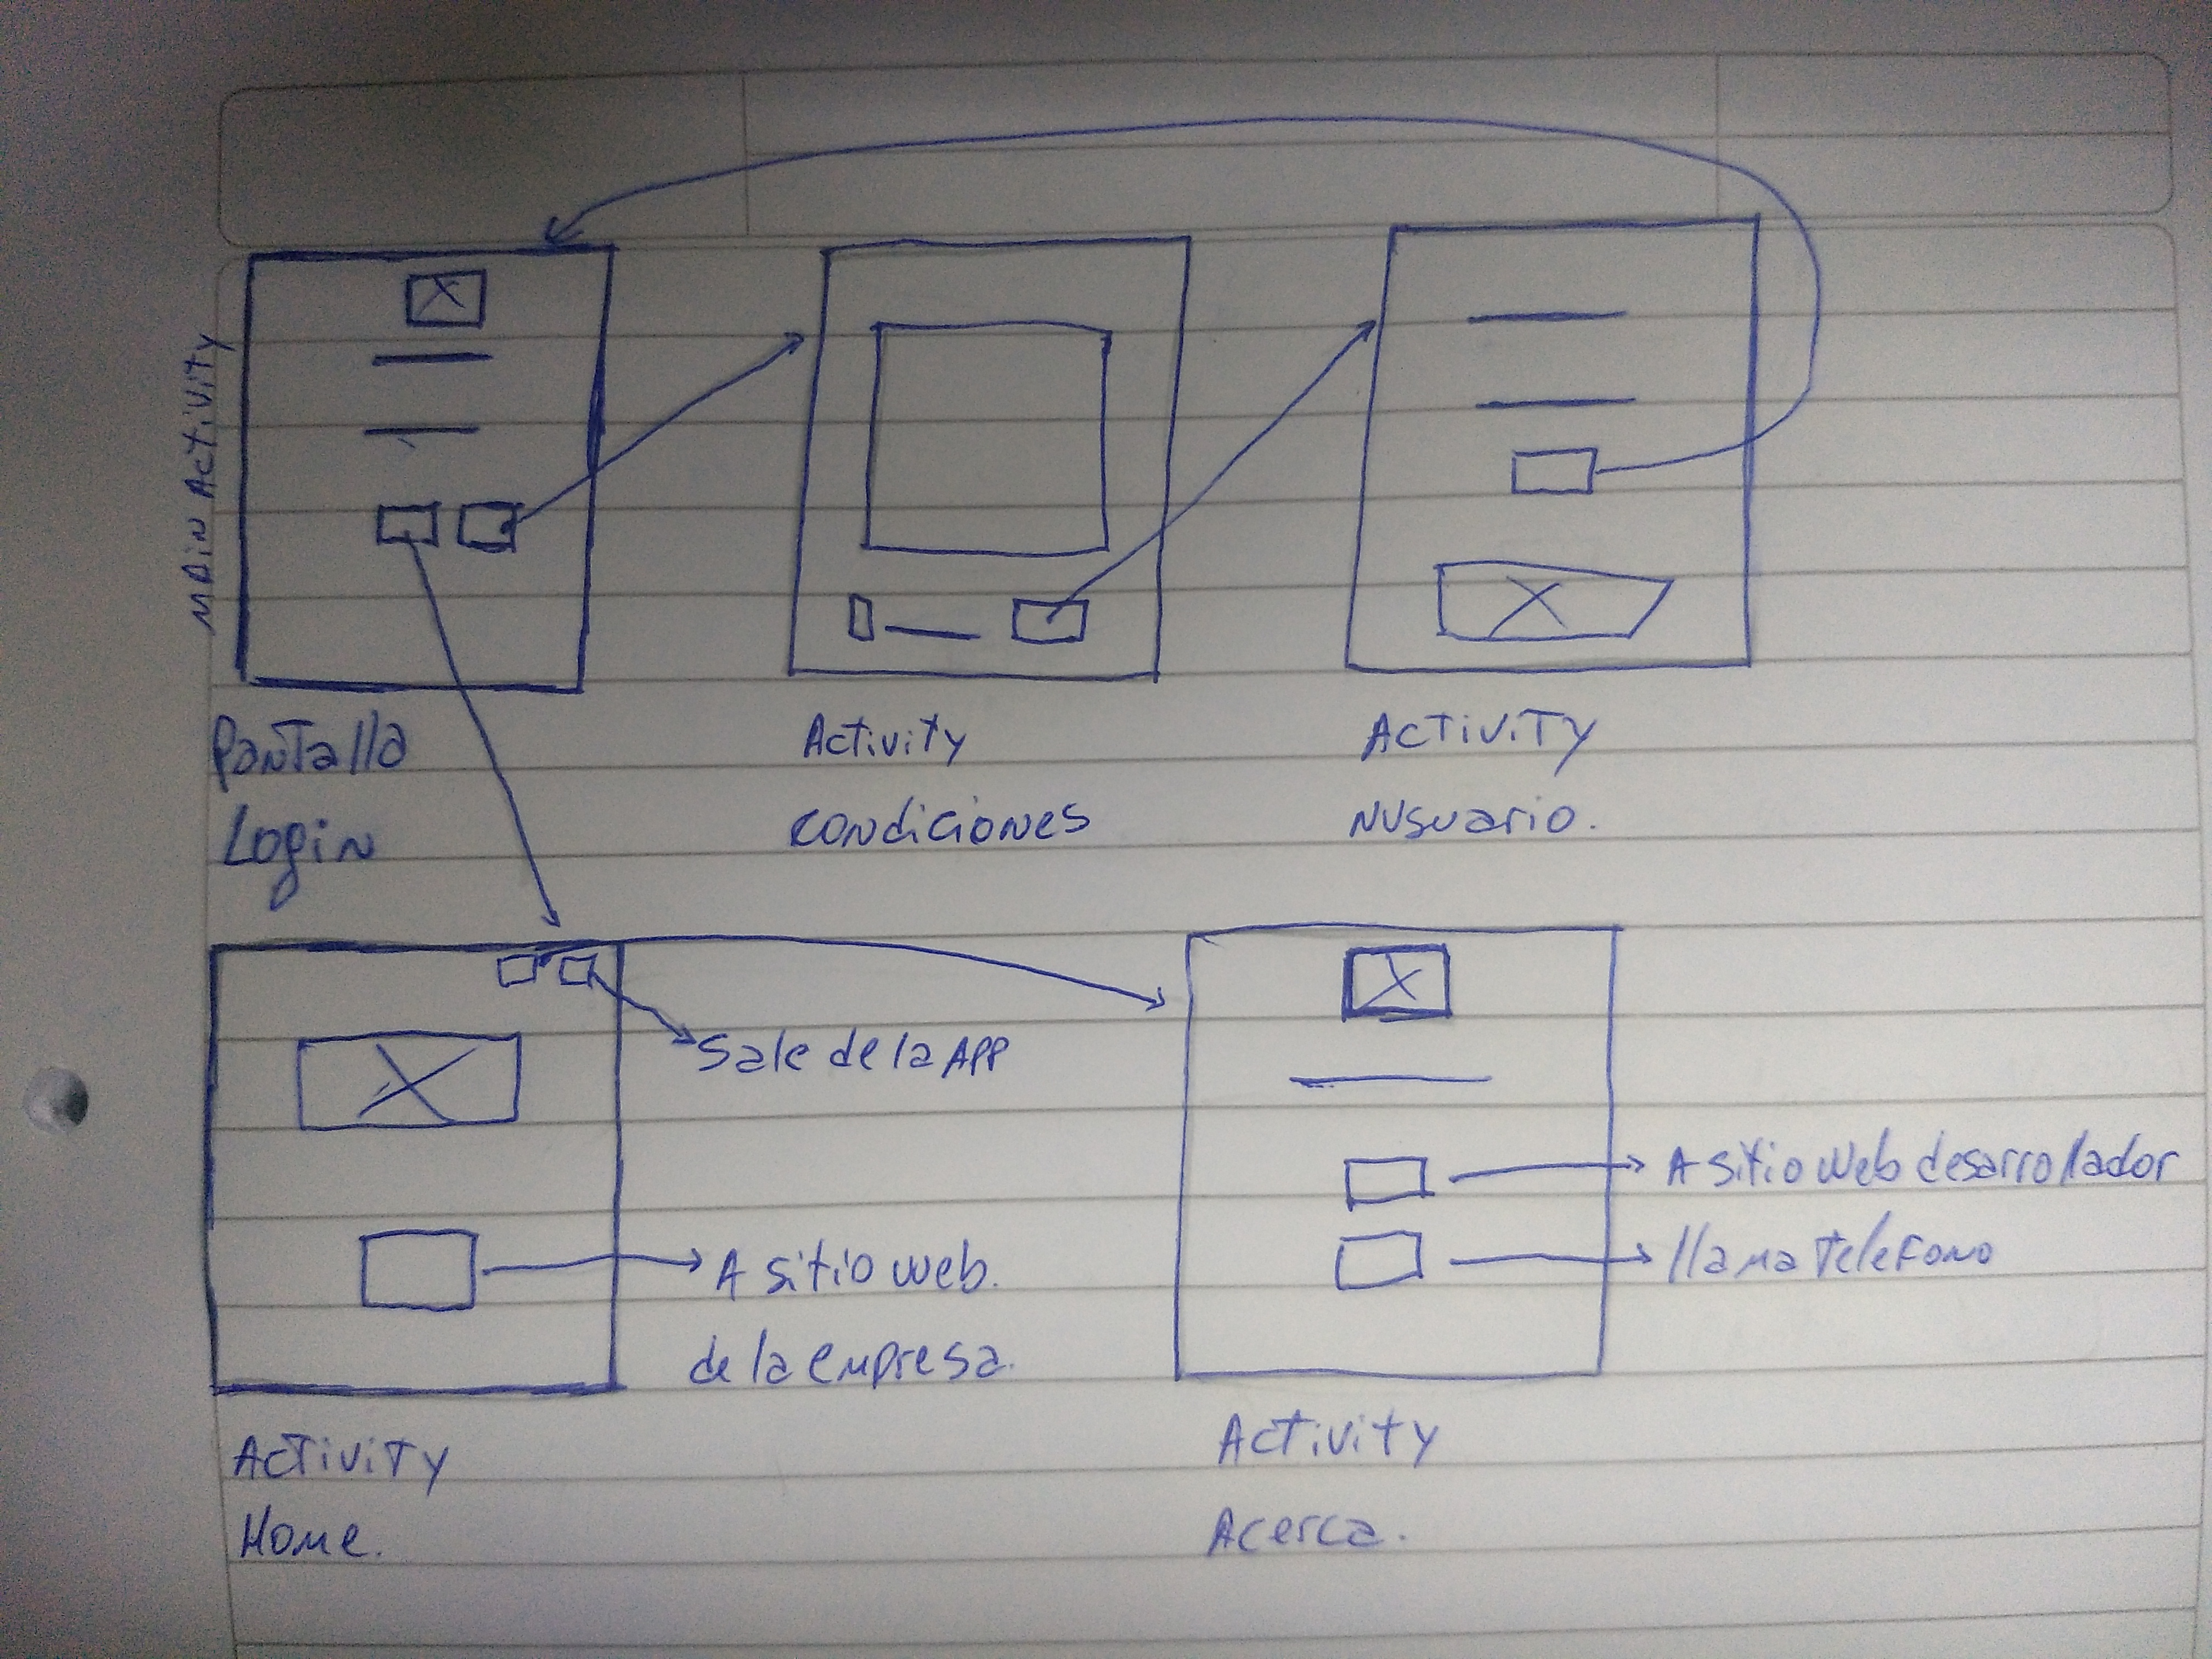 MAin Activity
Pantalla
Login
Activity
condiciones
Activity
Nusuario.
Sale de la APP
A sitio web.
de la empresa.
A sitio web desarrollador
llama telefono
Activity
Home.
Activity
Acerca.